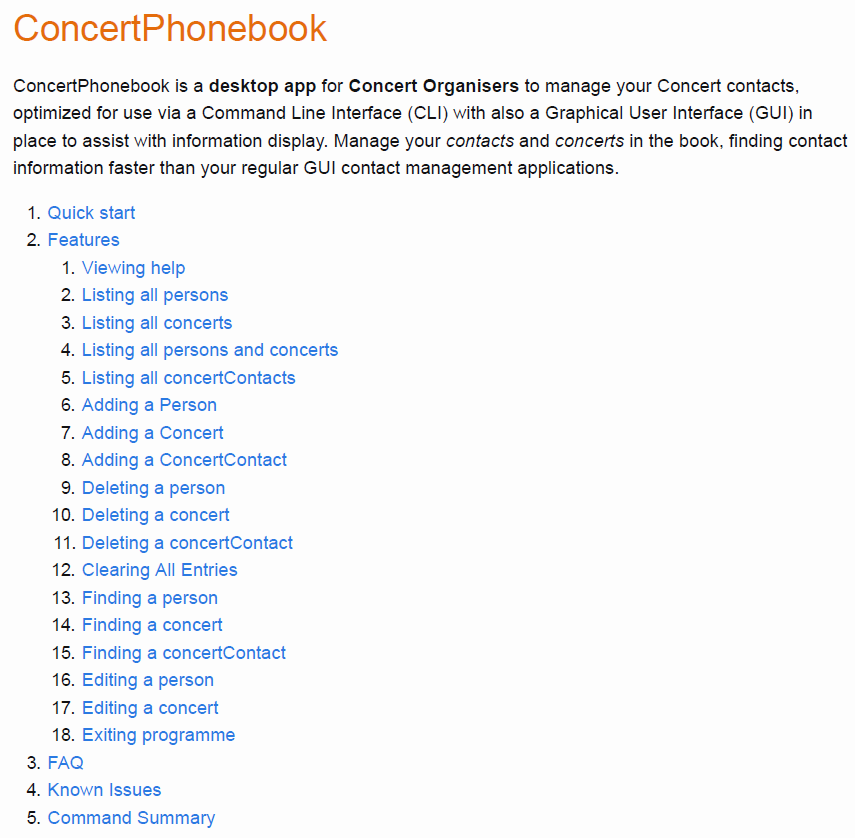 ConcertPhonebook
ConcertPhonebook is a desktop app for Concert Organisers to manage your Concert contacts,
optimized for use via a Command Line Interface (CLI) with also a Graphical User Interface (GUI) in
place to assist with information display. Manage your contacts and concerts in the book, finding contact
information faster than your regular GUI contact management applications.
1. Quick start
2. Features
1. Viewing help
2. Listing all persons
3. Listing all concerts
4. Listing all persons and concerts
5. Listing all concertContacts
6. Adding a Person
7. Adding a Concert
8. Adding a ConcertContact
9. Deleting a person
10. Deleting a concert
11. Deleting a concertContact
12. Clearing All Entries
13. Finding a person
14. Finding a concert
15. Finding a concertContact
16. Editing a person
17. Editing a concert
18. Exiting programme
3. FAQ
4. Known Issues
5. Command Summary